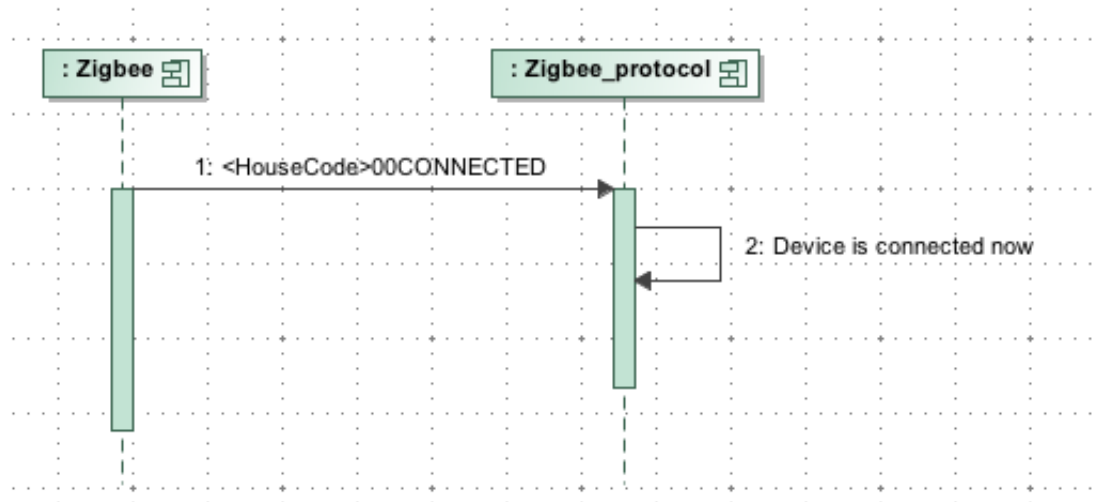 : Zigbee
: Zigbee_protocol
1: <HouseCode>00CONNECTED
2: Device is connected now